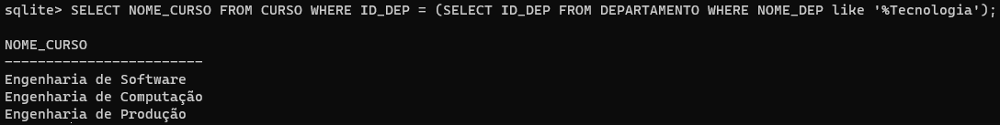 sqlite> SELECT NOME_CURSO FROM CURSO WHERE ID_DEP = (SELECT ID_DEP FROM DEPARTAMENTO WHERE NOME_DEP like '%Tecnologia');
NOME_CURSO
------------------------
Engenharia de Software
Engenharia de Computação
Engenharia de Produção